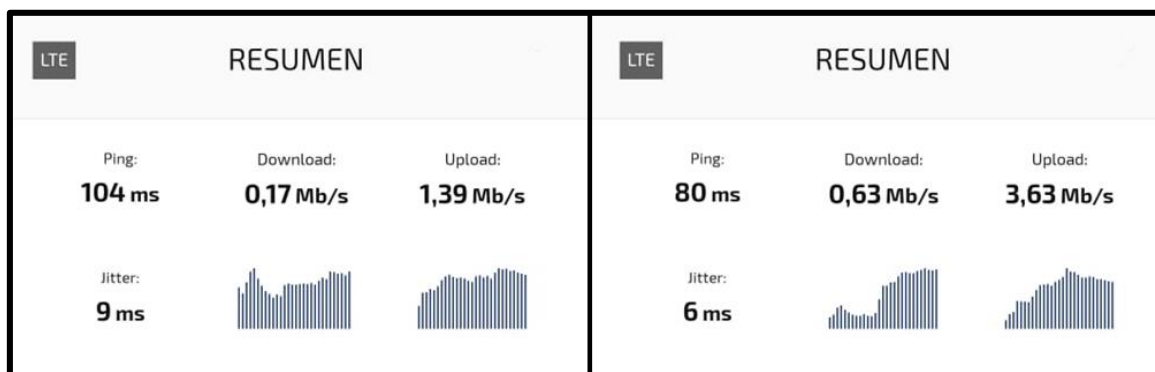 LTE RESUMEN
Ping: Download: Upload:
104 ms 0,17 Mb/s 1,39 Mb/s
Jitter:
9 ms
LTE RESUMEN
Ping: Download: Upload:
80 ms 0,63 Mb/s 3,63 Mb/s
Jitter:
6 ms